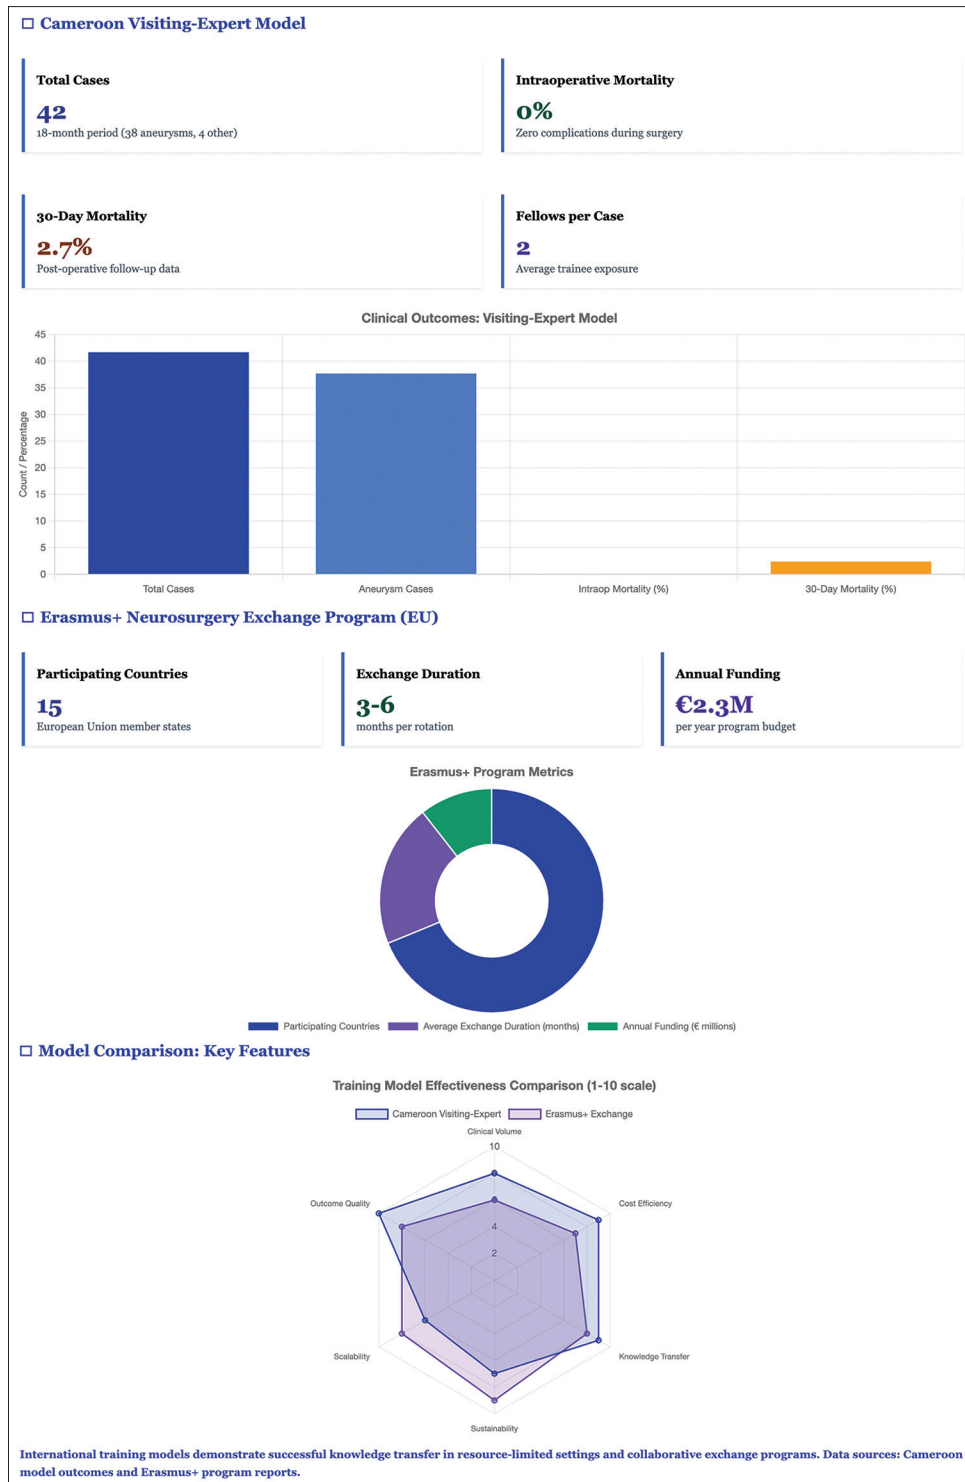 ☐ Cameroon Visiting-Expert Model
Total Cases
42
18-month period (38 aneurysms, 4 other)
Intraoperative Mortality
0%
Zero complications during surgery
30-Day Mortality
2.7%
Post-operative follow-up data
Fellows per Case
2
Average trainee exposure
Clinical Outcomes: Visiting-Expert Model
Count / Percentage
45
40
35
30
25
20
15
10
5
0
Total Cases
Aneurysm Cases
Intraop Mortality (%)
30-Day Mortality (%)
☐ Erasmus+ Neurosurgery Exchange Program (EU)
Participating Countries
15
European Union member states
Exchange Duration
3-6
months per rotation
Annual Funding
€2.3M
per year program budget
Erasmus+ Program Metrics
Participating Countries
Average Exchange Duration (months)
Annual Funding (€ millions)
☐ Model Comparison: Key Features
Training Model Effectiveness Comparison (1-10 scale)
Cameroon Visiting-Expert
Erasmus+ Exchange
Clinical Volume
10
Outcome Quality
Cost Efficiency
4
2
Scalability
Knowledge Transfer
Sustainability
International training models demonstrate successful knowledge transfer in resource-limited settings and collaborative exchange programs. Data sources: Cameroon
model outcomes and Erasmus+ program reports.